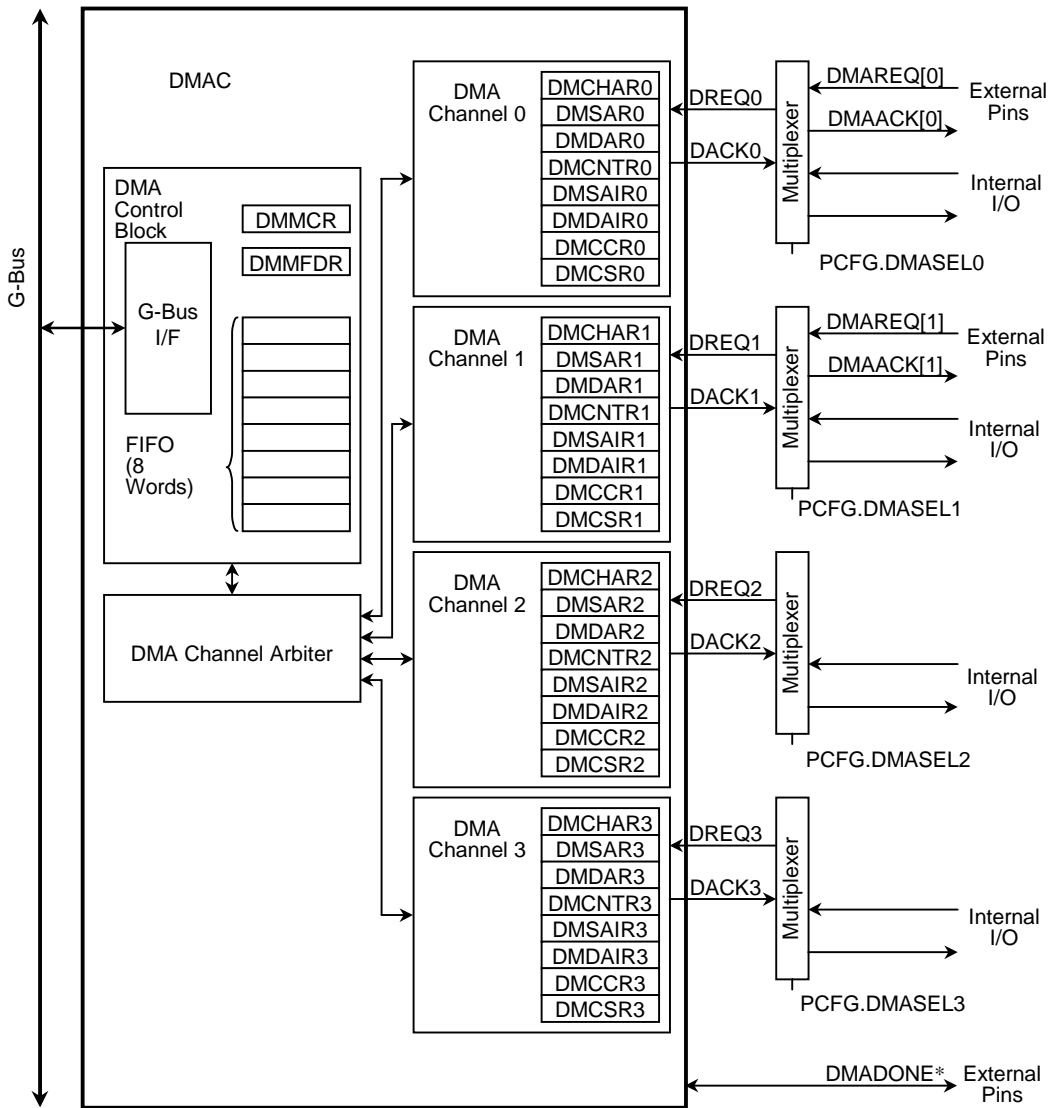 G-Bus
DMAC
DMA
Control
Block
DMMCR
DMMFDR
G-Bus
I/F
FIFO
(8
Words)
DMA Channel Arbiter
DMA
Channel 0
DMCHAR0
DMSAR0
DMDAR0
DMCNTR0
DMSAIR0
DMDAIR0
DMCCR0
DMCSR0
DREQ0
DACK0
Multiplexer
DMAREQ[0]
DMAACK[0]
External
Pins
Internal
I/O
PCFG.DMASEL0
DMA
Channel 1
DMCHAR1
DMSAR1
DMDAR1
DMCNTR1
DMSAIR1
DMDAIR1
DMCCR1
DMCSR1
DREQ1
DACK1
Multiplexer
DMAREQ[1]
DMAACK[1]
External
Pins
Internal
I/O
PCFG.DMASEL1
DMA
Channel 2
DMCHAR2
DMSAR2
DMDAR2
DMCNTR2
DMSAIR2
DMDAIR2
DMCCR2
DMCSR2
DREQ2
DACK2
Multiplexer
Internal
I/O
PCFG.DMASEL2
DMA
Channel 3
DMCHAR3
DMSAR3
DMDAR3
DMCNTR3
DMSAIR3
DMDAIR3
DMCCR3
DMCSR3
DREQ3
DACK3
Multiplexer
Internal
I/O
PCFG.DMASEL3
DMADONE*
External
Pins